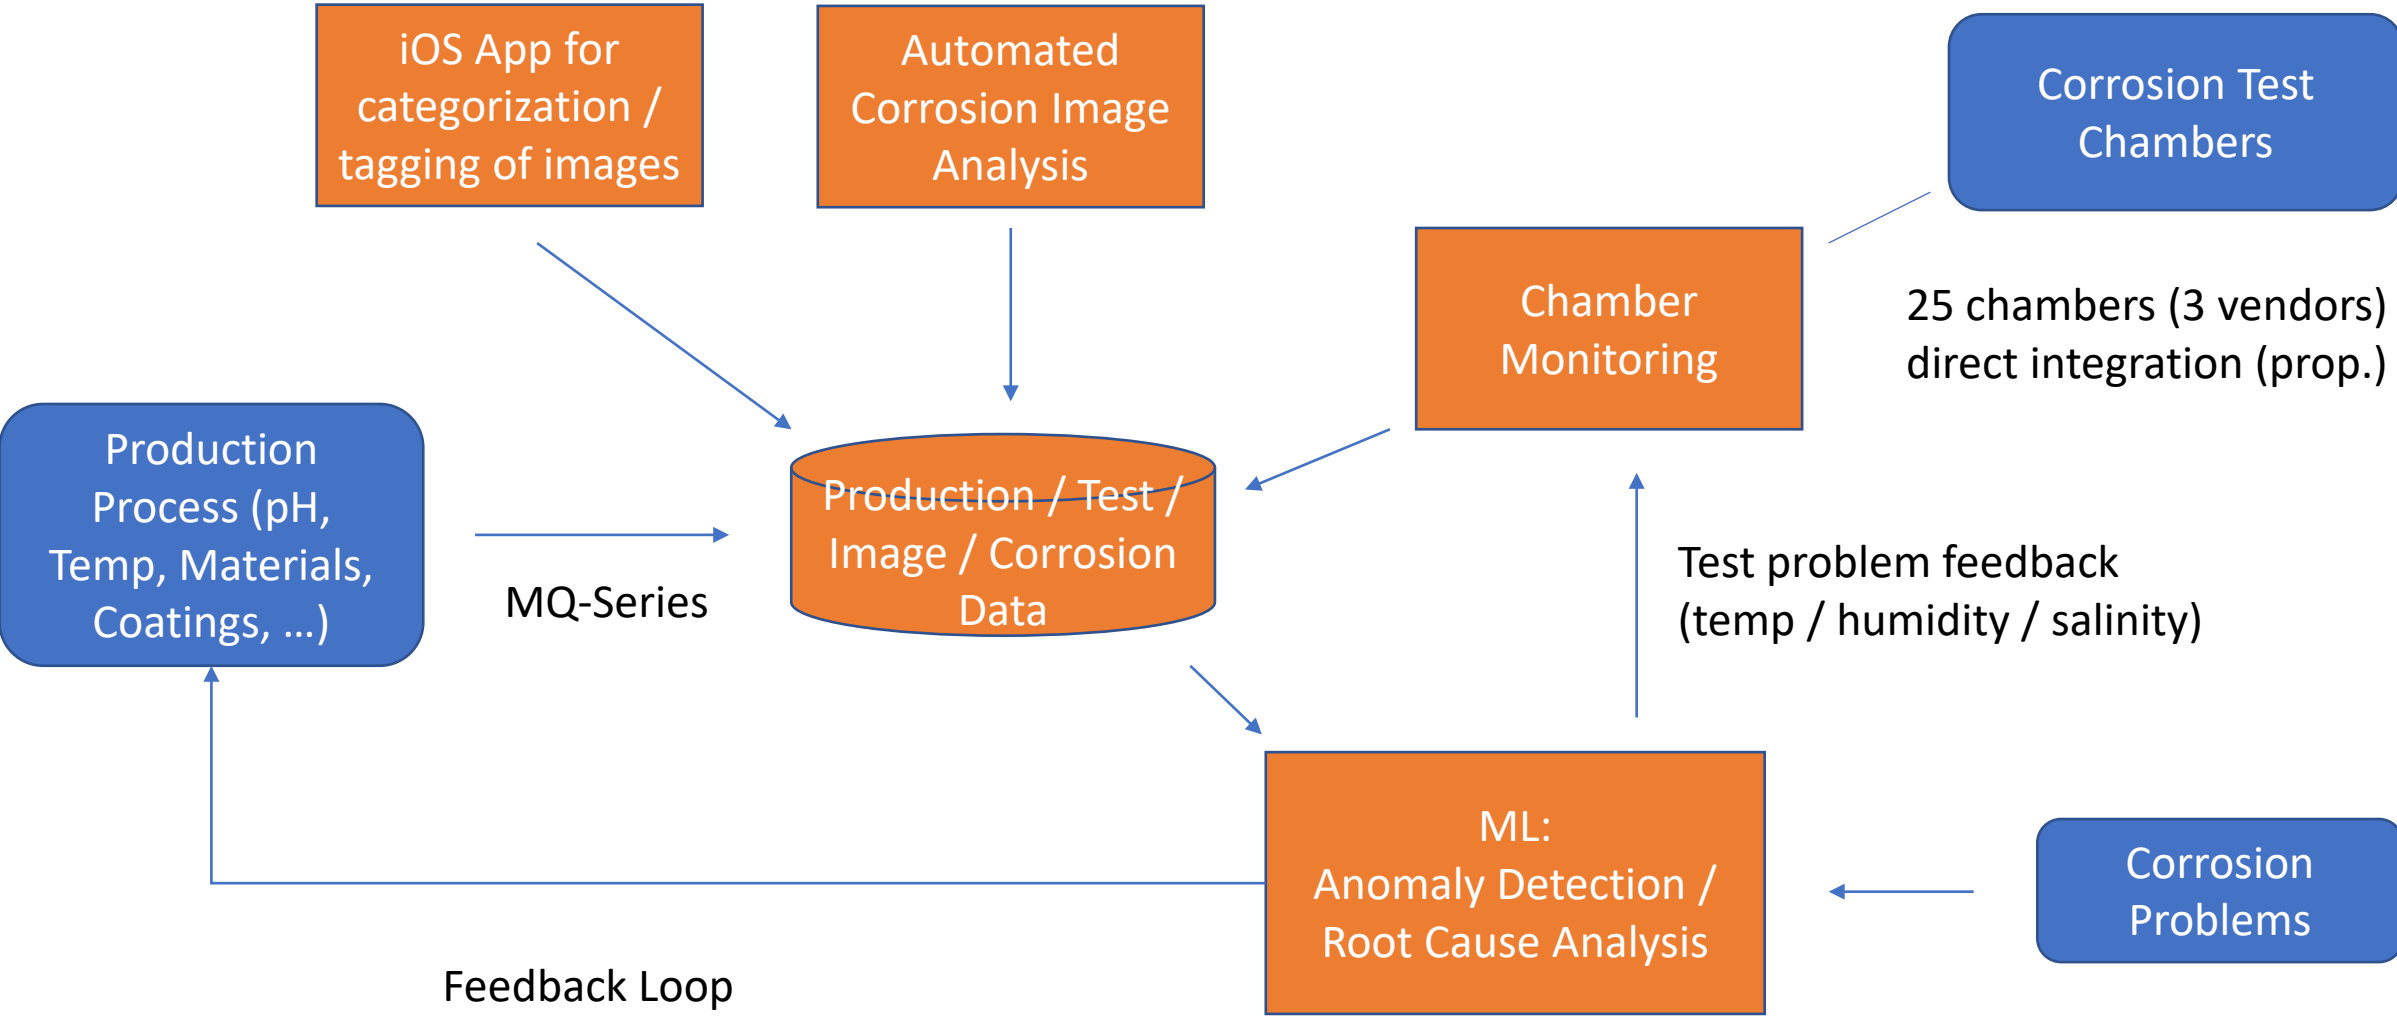 iOS App for
categorization /
tagging of images
Automated
Corrosion Image
Analysis
Corrosion Test
Chambers
Chamber
Monitoring
25 chambers (3 vendors)
direct integration (prop.)
Production
Process (pH,
Temp, Materials,
Coatings, …)
MQ-Series
Production / Test /
Image / Corrosion
Data
Test problem feedback
(temp / humidity / salinity)
ML:
Anomaly Detection /
Root Cause Analysis
Corrosion
Problems
Feedback Loop